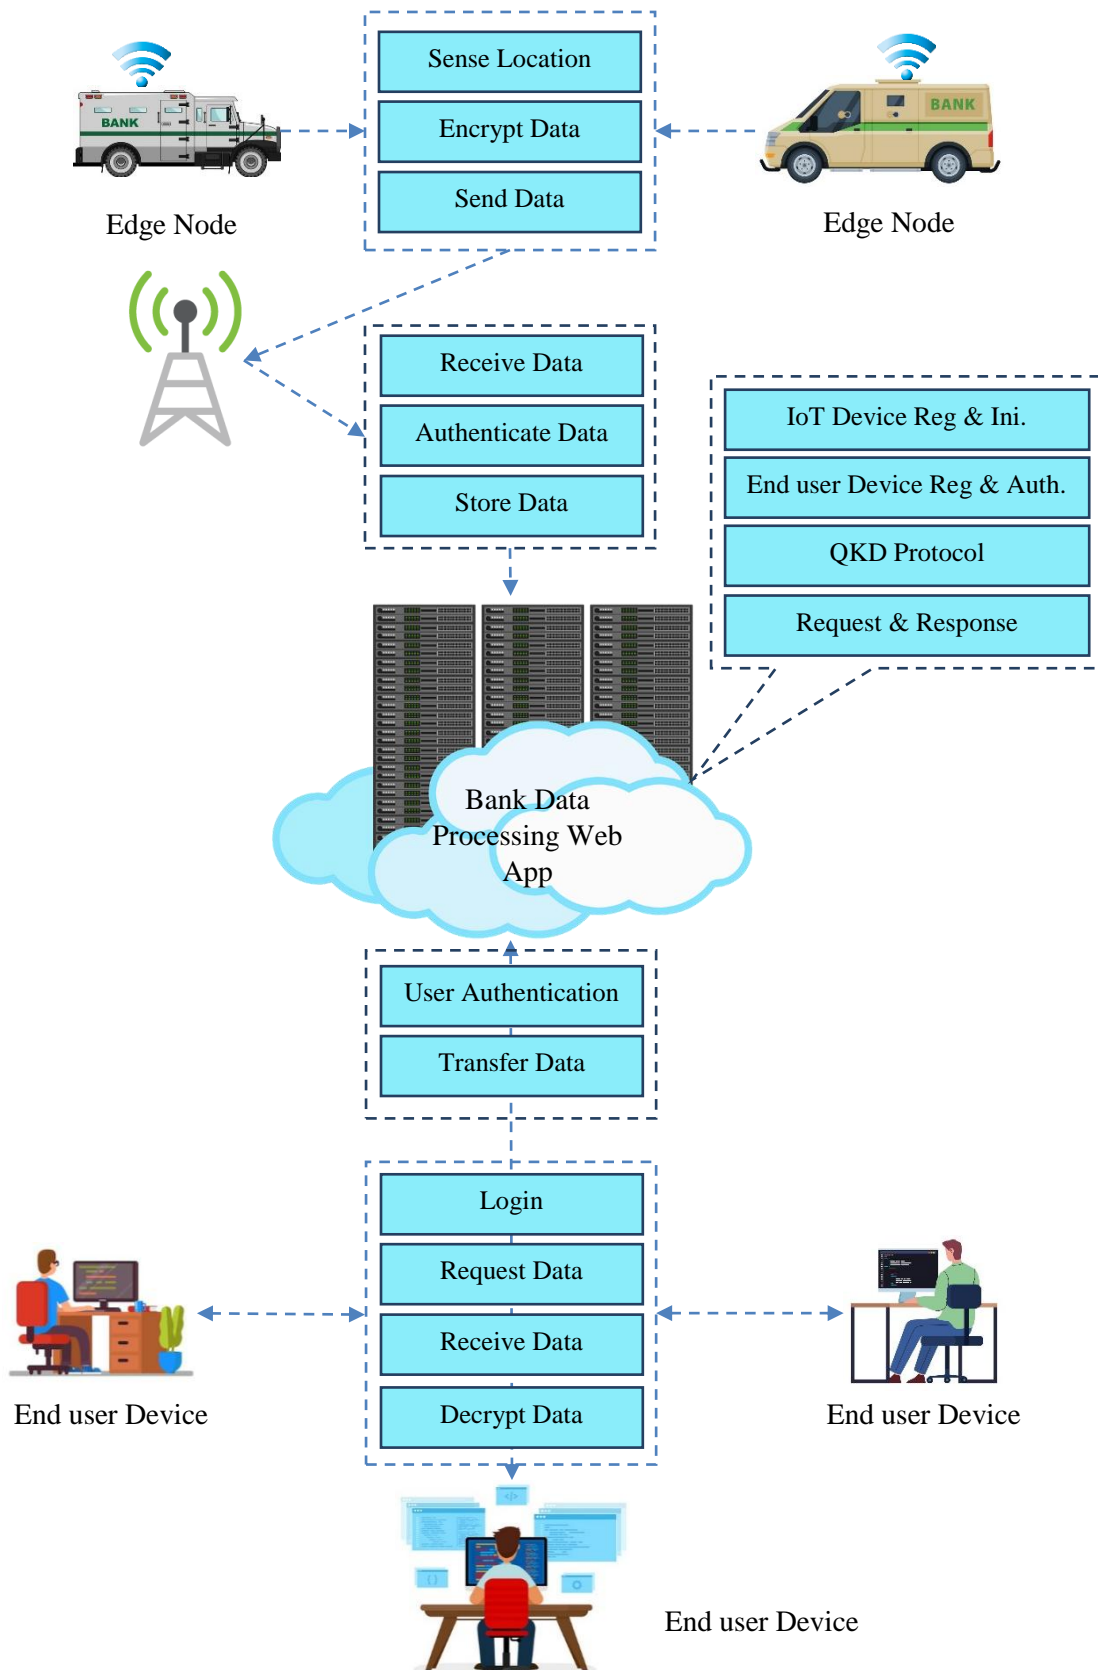 Sense Location
Encrypt Data
Send Data
BANK
BANK
Edge Node
Edge Node
Receive Data
Authenticate Data
Store Data
IoT Device Reg & Ini.
End user Device Reg & Auth.
QKD Protocol
Request & Response
Bank Data
Processing Web
App
User Authentication
Transfer Data
Login
Request Data
Receive Data
Decrypt Data
End user Device
End user Device
</>
{ }
End user Device